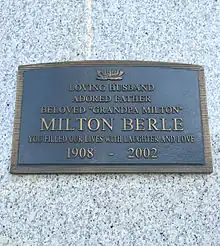 LOVING HUSBAND
ADORED FATHER
BELOVED "GRANDPA MILTON"
MILTON BERLE
YOU FILLED OUR LIVES WITH LAUGHTER AND LOVE
1908 - 2002